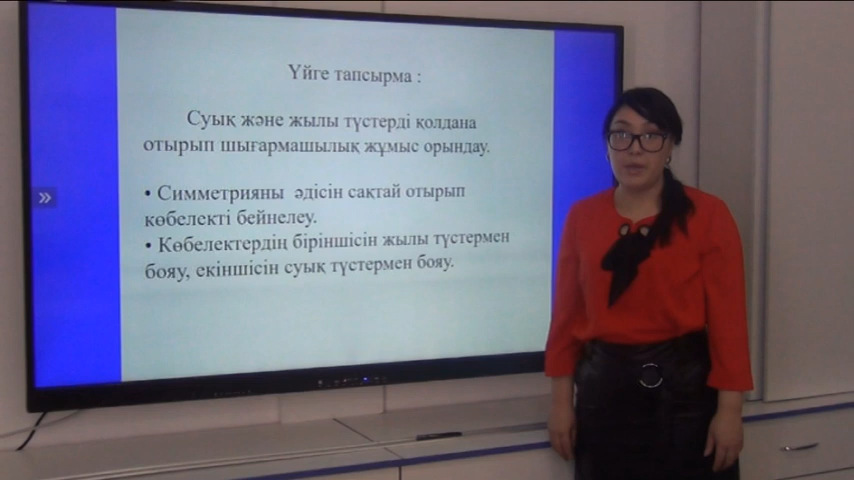 Үйге тапсырма :
Суық және жылы түстерді қолдана
отырып шығармашылық жұмыс орындау.
• Симметрияны әдісін сақтай отырып
көбелекті бейнелеу.
• Көбелектердің біріншісін жылы түстермен
бояу, екіншісін суық түстермен бояу.